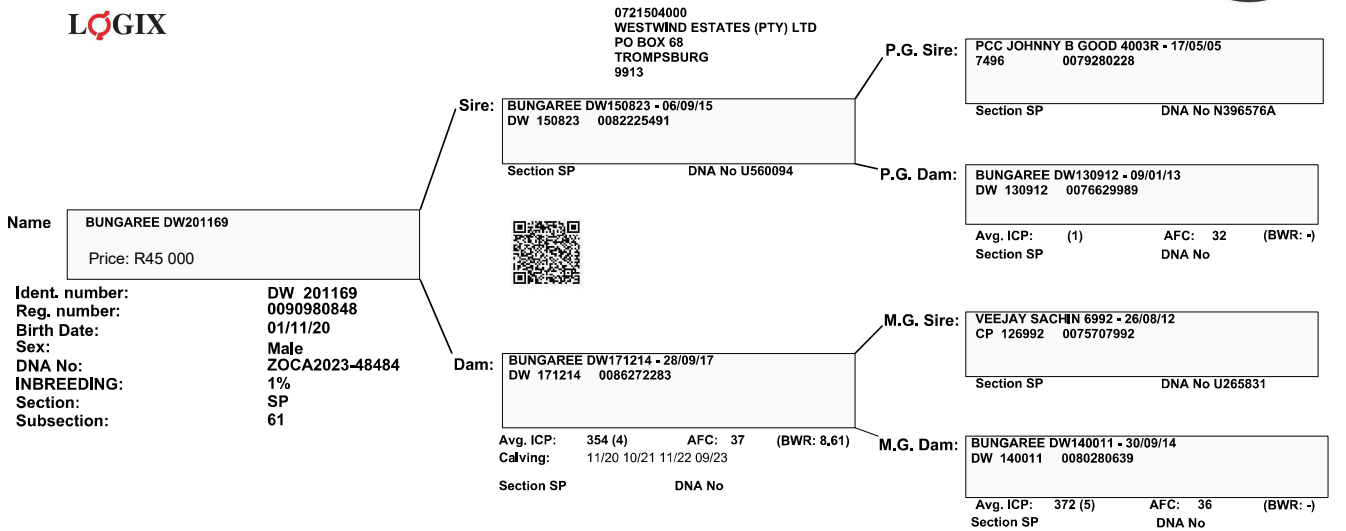 LOGIX
0721504000
WESTWIND ESTATES (PTY) LTD
PO BOX 68
TROMPSBURG
9913
Name
BUNGAREE DW201169
Price: R45 000
Ident. number: DW 201169
Reg. number: 0090980848
Birth Date: 01/11/20
Sex: Male
DNA No: ZOCA2023-48484
INBREEDING: 1%
Section: SP
Subsection: 61
Sire:
BUNGAREE DW150823 - 06/09/15
DW 150823 0082225491
Section SP DNA No U560094
Dam:
BUNGAREE DW171214 - 28/09/17
DW 171214 0086272283
Avg. ICP: 354 (4) AFC: 37 (BWR: 8.61)
Calving: 11/20 10/21 11/22 09/23
Section SP DNA No
P.G. Sire:
PCC JOHNNY B GOOD 4003R - 17/05/05
7496 0079280228
Section SP DNA No N396576A
P.G. Dam:
BUNGAREE DW130912 - 09/01/13
DW 130912 0076629989
Avg. ICP: (1) AFC: 32 (BWR: -)
Section SP DNA No
M.G. Sire:
VEEJAY SACHIN 6992 - 26/08/12
CP 126992 0075707992
Section SP DNA No U265831
M.G. Dam:
BUNGAREE DW140011 - 30/09/14
DW 140011 0080280639
Avg. ICP: 372 (5) AFC: 36 (BWR: -)
Section SP DNA No